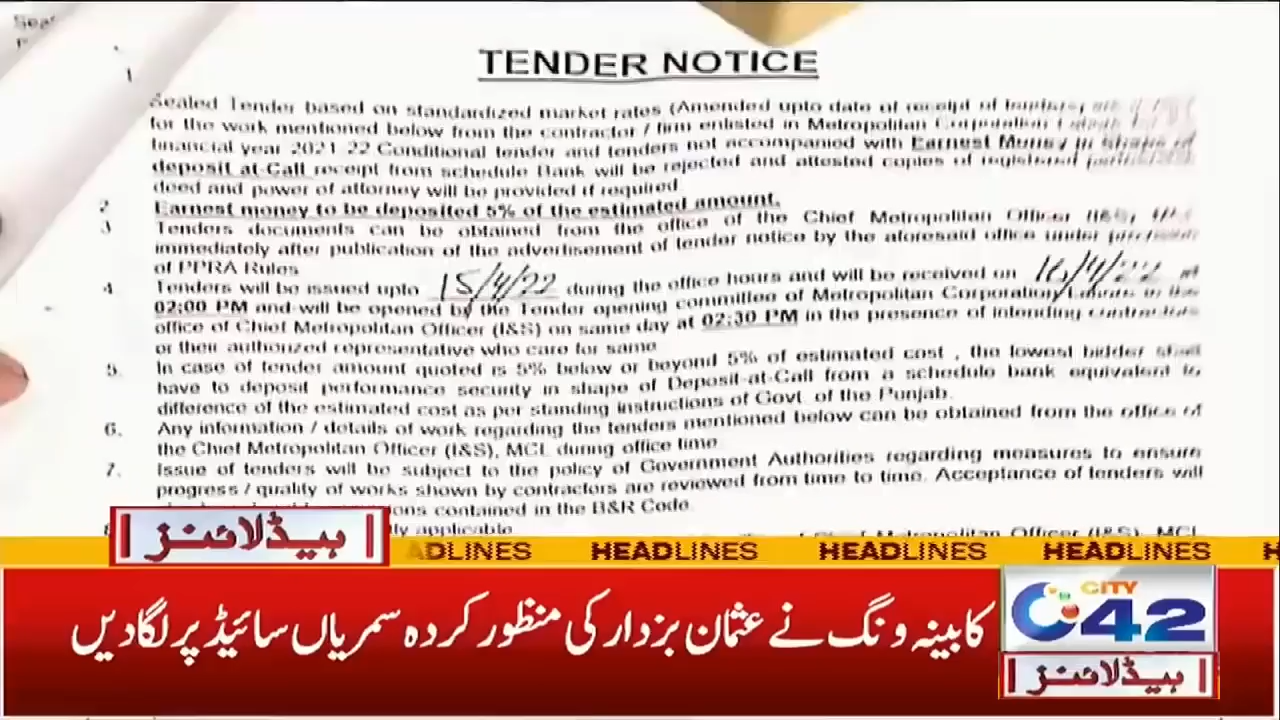 TENDER NOTICE
1
Sealed Tender based on standardized market rates (Amended upto date of receipt of
for the work mentioned below from the contractor / firm enlisted in Metropolitan Corporation
financial year 2021-22 Conditional tender and tenders not accompanied with Earnest Money in shape of
deposit at-Call receipt from schedule Bank will be rejected and attested copies of registered
deed and power of attorney will be provided if required
2 Earnest money to be deposited 5% of the estimated amount.
3 Tenders documents can be obtained from the office of the Chief Metropolitan Officer (I&S)
immediately after publication of the advertisement of tender notice by the aforesaid office under
of PPRA Rules
4. Tenders will be issued upto 15/4/22 during the office hours and will be received on 16/4/22 at
02:00 PM and will be opened by the Tender opening committee of Metropolitan Corporation Lahore in the
office of Chief Metropolitan Officer (I&S) on same day at 02:30 PM in the presence of intending contractors
or their authorized representative who care for same
5. In case of tender amount quoted is 5% below or beyond 5% of estimated cost , the lowest bidder shall
have to deposit performance security in shape of Deposit-at-Call from a schedule bank equivalent to
difference of the estimated cost as per standing instructions of Govt. of the Punjab.
6. Any information / details of work regarding the tenders mentioned below can be obtained from the office of
the Chief Metropolitan Officer (I&S), MCL during office time
7. Issue of tenders will be subject to the policy of Government Authorities regarding measures to ensure
progress / quality of works shown by contractors are reviewed from time to time. Acceptance of tenders will
contained in the B&R Code.
applicable
Metropolitan Officer (I&S), MCL
ہیڈلائنز
ADLINES HEADLINES HEADLINES HEADLINES H
کابینہ ونگ نے عثمان بزدار کی منظور کردہ سمریاں سائیڈ پر لگا دیں
CITY
42
ہیڈلائنز